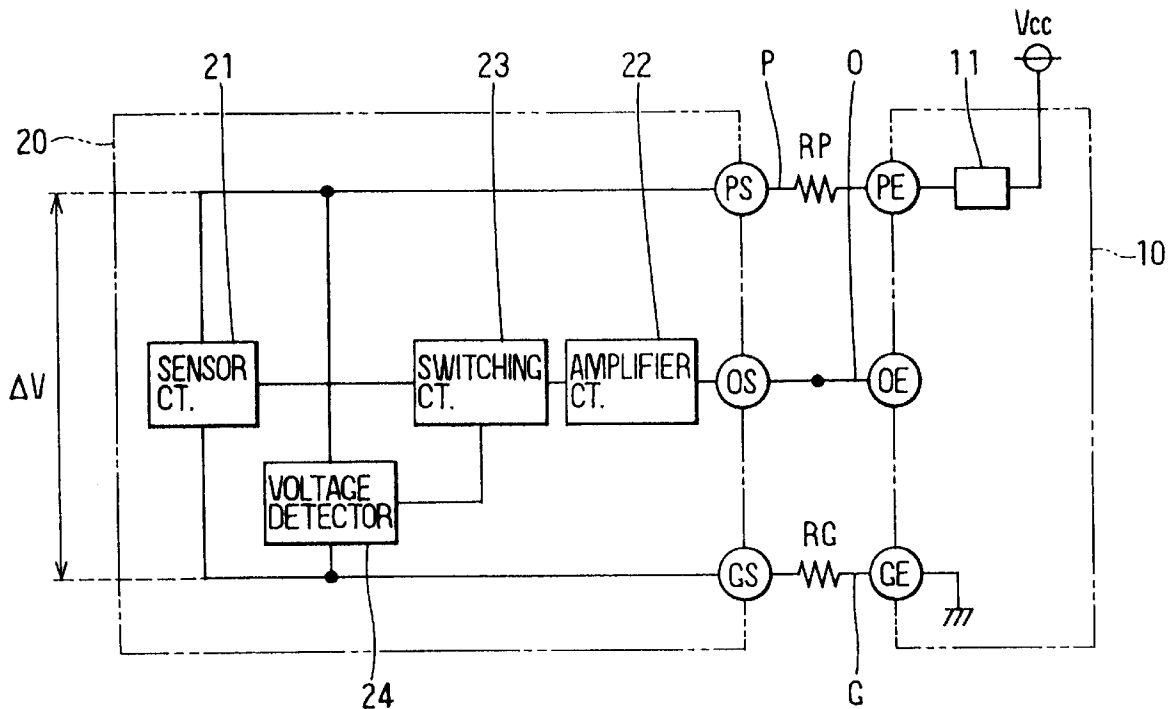 Vcc
21
23
22
P
O
11
20
RP
PS
PE
10
ΔV
SENSOR
CT.
SWITCHING
CT.
AMPLIFIER
CT.
OS
OE
VOLTAGE
DETECTOR
RG
GS
GE
24
G